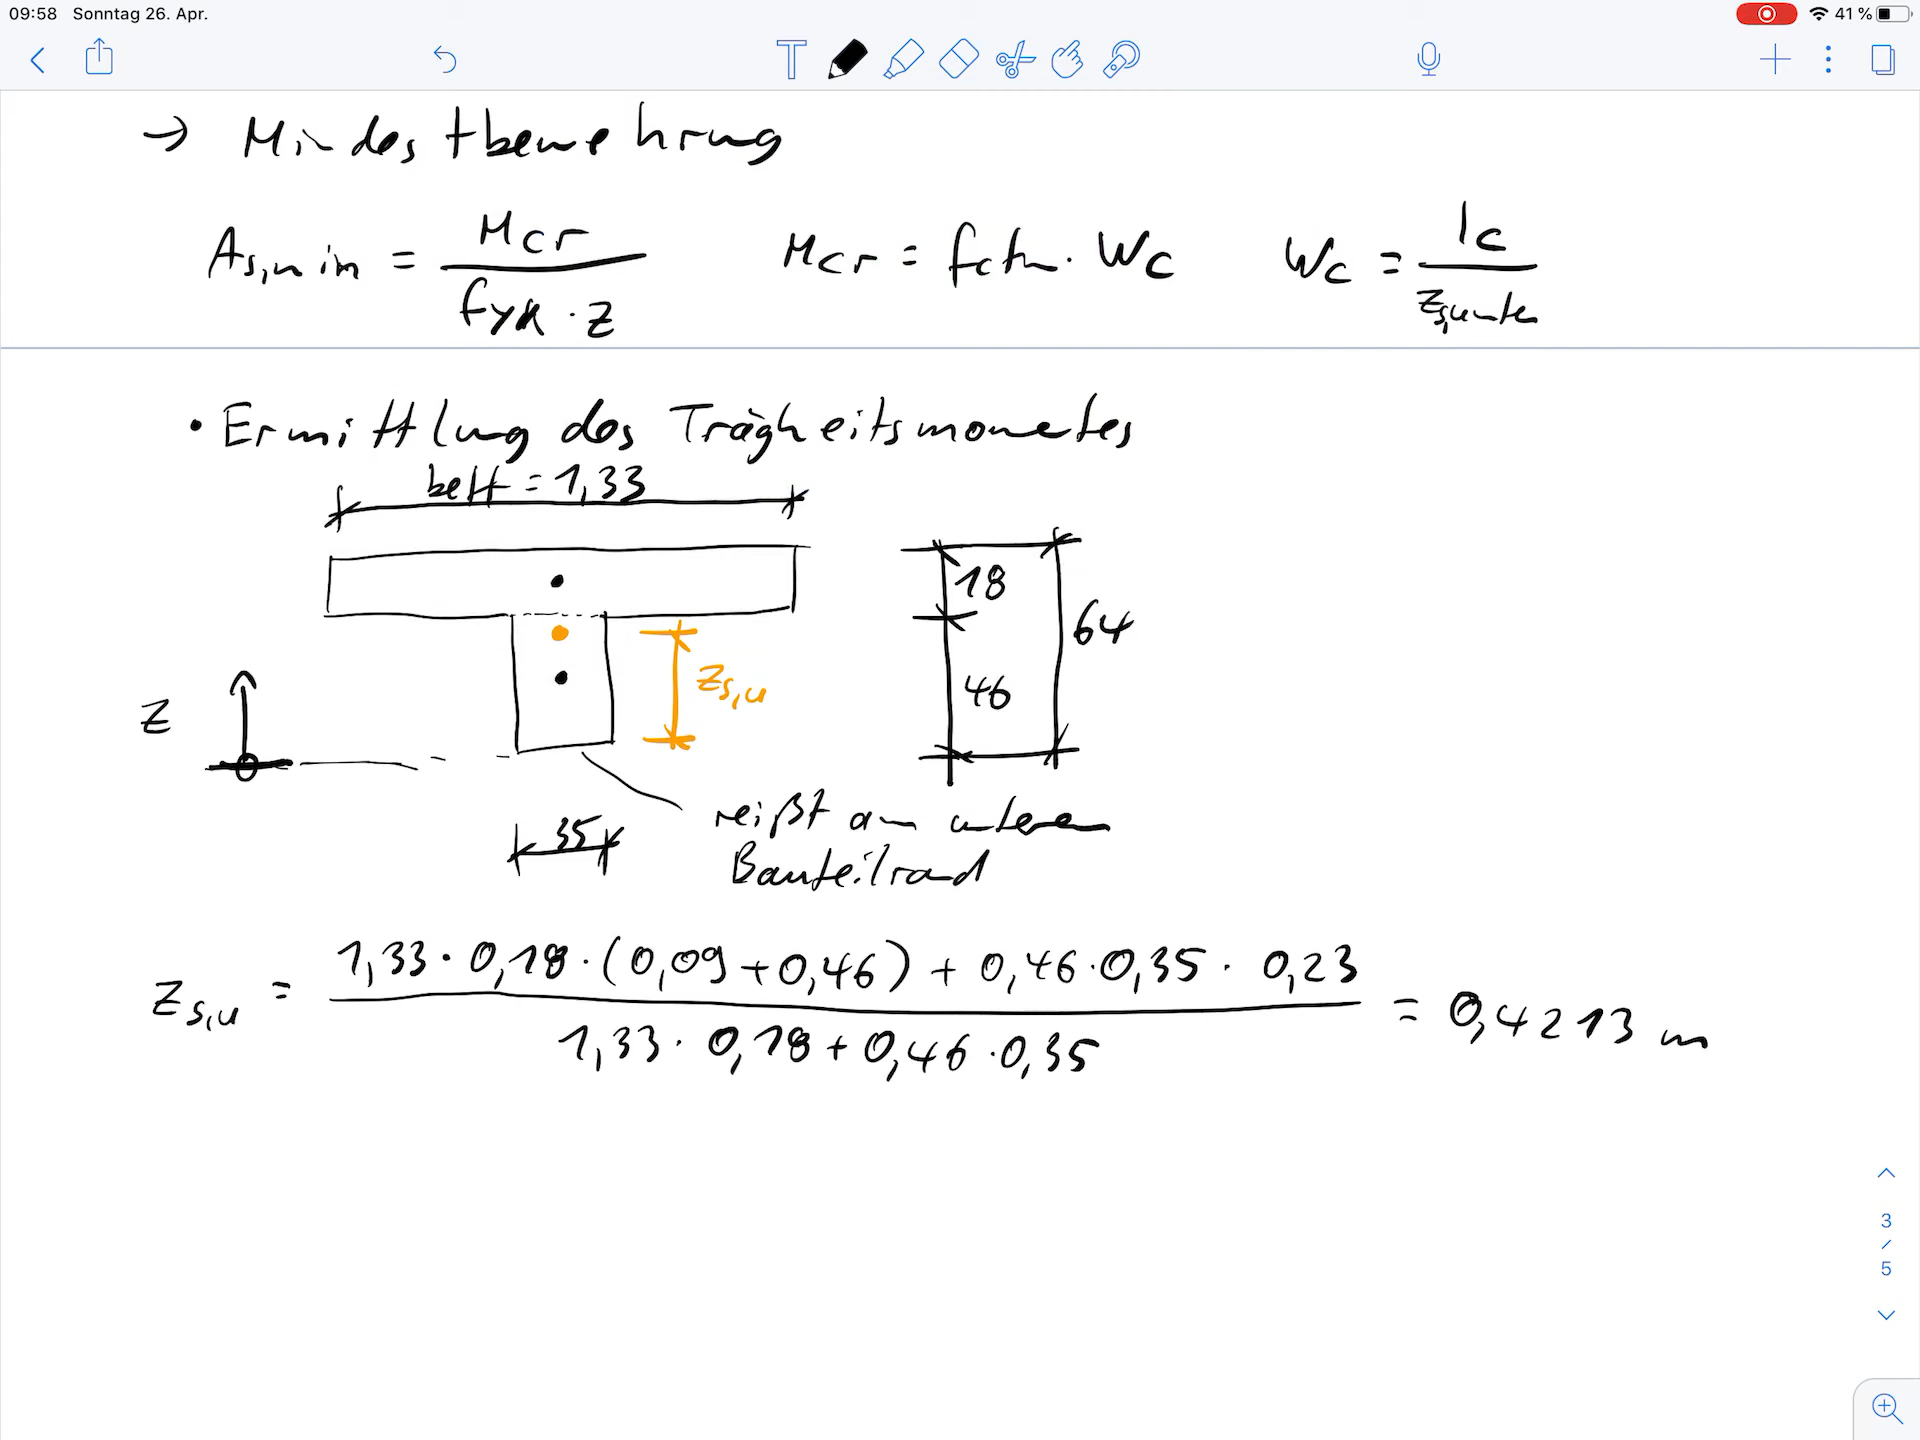 09:58 Sonntag 26. Apr. 41 %
T
→ Mindestbewehrung
As,min = Mcr / fyk · z Mcr = fctm · Wc Wc = Ic / zs,unten
• Ermittlung des Trägheitsmomentes
beff = 1,33
18
64
zs,u
46
z
reißt am unteren
35
Bauteilrand
zs,u = 1,33 · 0,18 · (0,09 + 0,46) + 0,46 · 0,35 · 0,23 / 1,33 · 0,18 + 0,46 · 0,35 = 0,4213 m
3
/
5